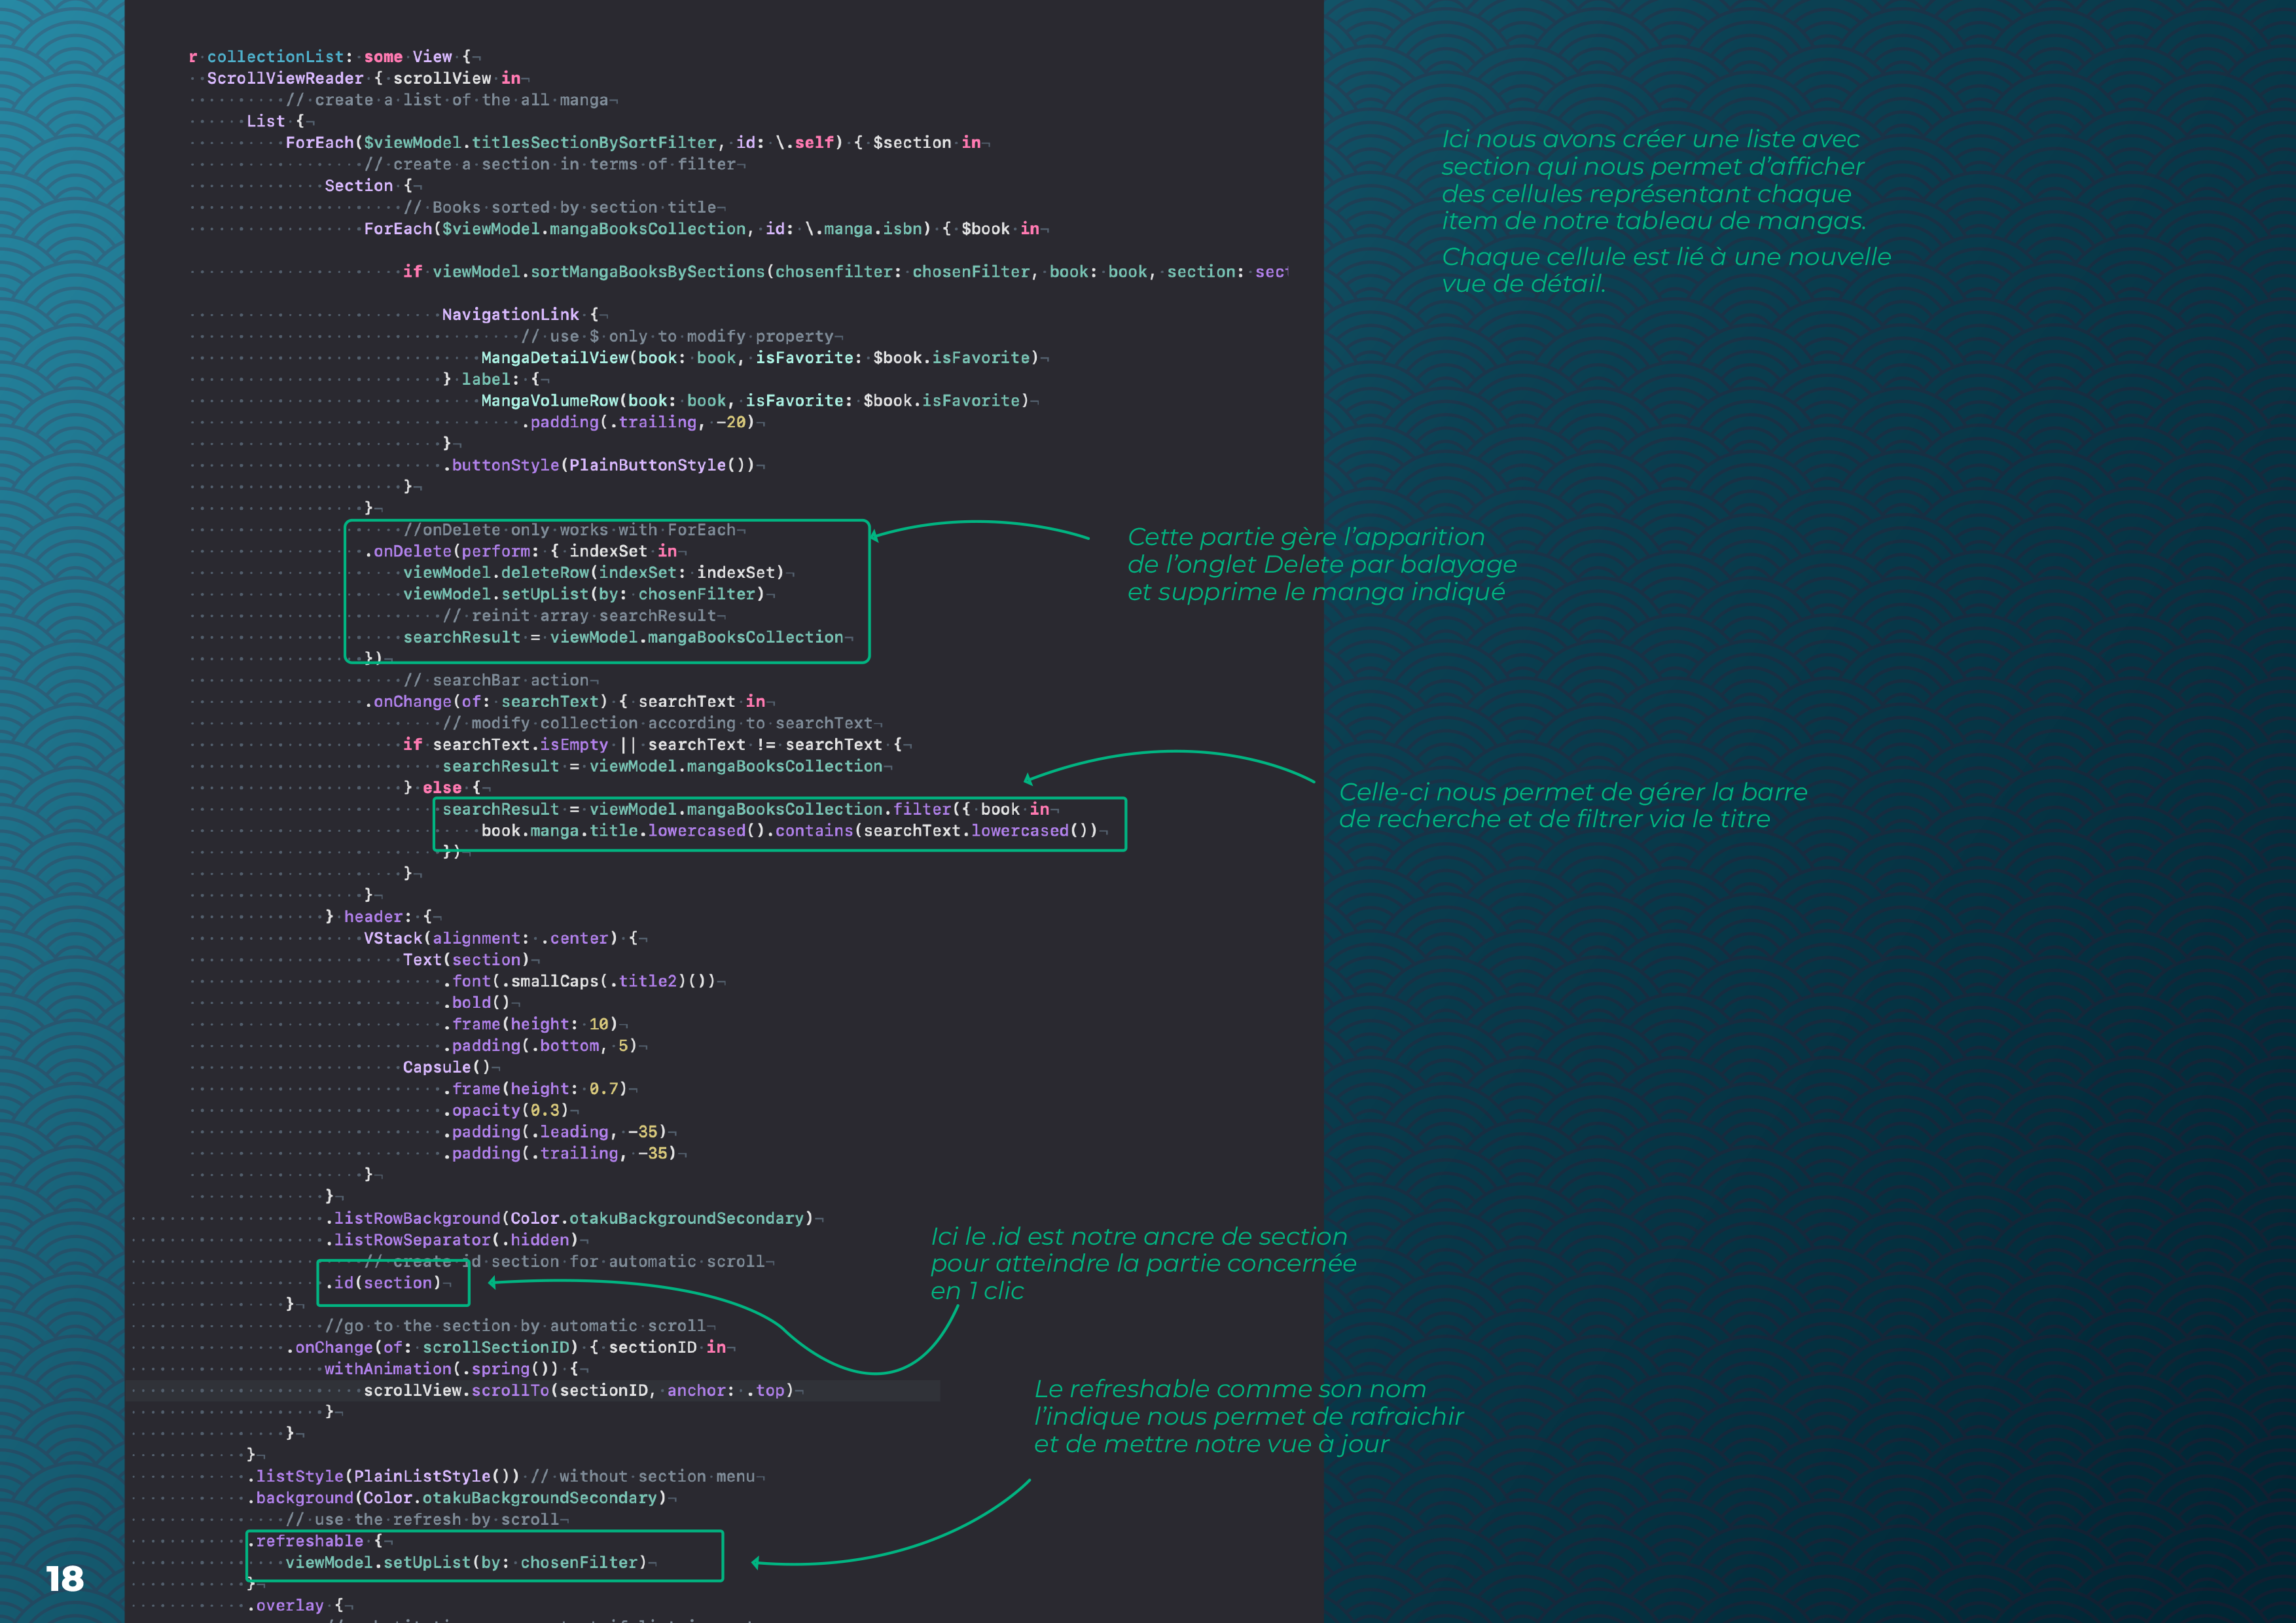 r collectionList: some View {
ScrollViewReader { scrollView in
// create a list of the all manga
List {
ForEach($viewModel.titlesSectionBySortFilter, id: \.self) { $section in
// create a section in terms of filter
Section {
// Books sorted by section title
ForEach($viewModel.mangaBooksCollection, id: \.manga.isbn) { $book in
if viewModel.sortMangaBooksBySections(chosenfilter: chosenFilter, book: book, section: sect
NavigationLink {
// use $ only to modify property
MangaDetailView(book: book, isFavorite: $book.isFavorite)
} label: {
MangaVolumeRow(book: book, isFavorite: $book.isFavorite)
.padding(.trailing, -20)
}
.buttonStyle(PlainButtonStyle())
}
}
//onDelete only works with ForEach
.onDelete(perform: { indexSet in
viewModel.deleteRow(indexSet: indexSet)
viewModel.setUpList(by: chosenFilter)
// reinit array searchResult
searchResult = viewModel.mangaBooksCollection
})
// searchBar action
.onChange(of: searchText) { searchText in
// modify collection according to searchText
if searchText.isEmpty || searchText != searchText {
searchResult = viewModel.mangaBooksCollection
} else {
searchResult = viewModel.mangaBooksCollection.filter({ book in
book.manga.title.lowercased().contains(searchText.lowercased())
})
}
}
} header: {
VStack(alignment: .center) {
Text(section)
.font(.smallCaps(.title2)())
.bold()
.frame(height: 10)
.padding(.bottom, 5)
Capsule()
.frame(height: 0.7)
.opacity(0.3)
.padding(.leading, -35)
.padding(.trailing, -35)
}
}
.listRowBackground(Color.otakuBackgroundSecondary)
.listRowSeparator(.hidden)
// create id section for automatic scroll
.id(section)
}
//go to the section by automatic scroll
.onChange(of: scrollSectionID) { sectionID in
withAnimation(.spring()) {
scrollView.scrollTo(sectionID, anchor: .top)
}
}
}
.listStyle(PlainListStyle()) // without section menu
.background(Color.otakuBackgroundSecondary)
// use the refresh by scroll
.refreshable {
viewModel.setUpList(by: chosenFilter)
}
.overlay {
Ici nous avons créer une liste avec
section qui nous permet d'afficher
des cellules représentant chaque
item de notre tableau de mangas.
Chaque cellule est lié à une nouvelle
vue de détail.
Cette partie gère l'apparition
de l'onglet Delete par balayage
et supprime le manga indiqué
Celle-ci nous permet de gérer la barre
de recherche et de filtrer via le titre
Ici le .id est notre ancre de section
pour atteindre la partie concernée
en 1 clic
Le refreshable comme son nom
l'indique nous permet de rafraichir
et de mettre notre vue à jour
18